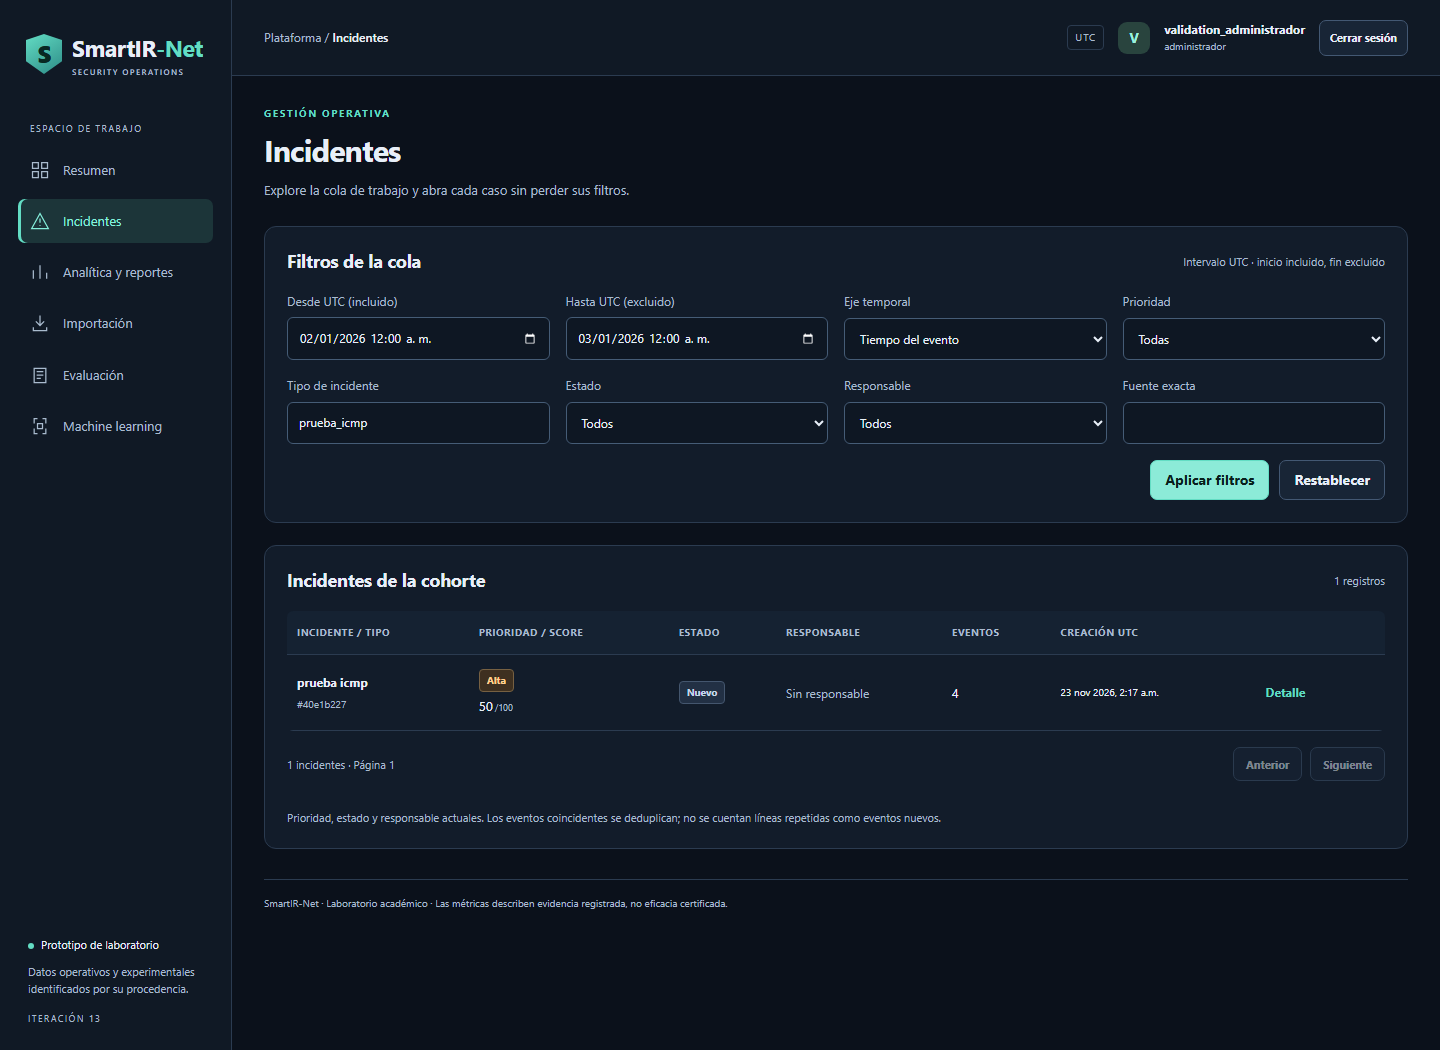 SmartIR-Net
SECURITY OPERATIONS
ESPACIO DE TRABAJO
Resumen
Incidentes
Analítica y reportes
Importación
Evaluación
Machine learning
Prototipo de laboratorio
Datos operativos y experimentales
identificados por su procedencia.
ITERACIÓN 13
Plataforma / Incidentes
UTC
V
validation_administrador
administrador
Cerrar sesión
GESTIÓN OPERATIVA
Incidentes
Explore la cola de trabajo y abra cada caso sin perder sus filtros.
Filtros de la cola
Intervalo UTC · inicio incluido, fin excluido
Desde UTC (incluido)
Hasta UTC (excluido)
Eje temporal
Prioridad
02/01/2026 12:00 a. m.
03/01/2026 12:00 a. m.
Tiempo del evento
Todas
Tipo de incidente
Estado
Responsable
Fuente exacta
prueba_icmp
Todos
Todos
Aplicar filtros
Restablecer
Incidentes de la cohorte
1 registros
INCIDENTE / TIPO
PRIORIDAD / SCORE
ESTADO
RESPONSABLE
EVENTOS
CREACIÓN UTC
prueba icmp
#40e1b227
Alta
50 /100
Nuevo
Sin responsable
4
23 nov 2026, 2:17 a.m.
Detalle
1 incidentes · Página 1
Anterior
Siguiente
Prioridad, estado y responsable actuales. Los eventos coincidentes se deduplican; no se cuentan líneas repetidas como eventos nuevos.
SmartIR-Net · Laboratorio académico · Las métricas describen evidencia registrada, no eficacia certificada.